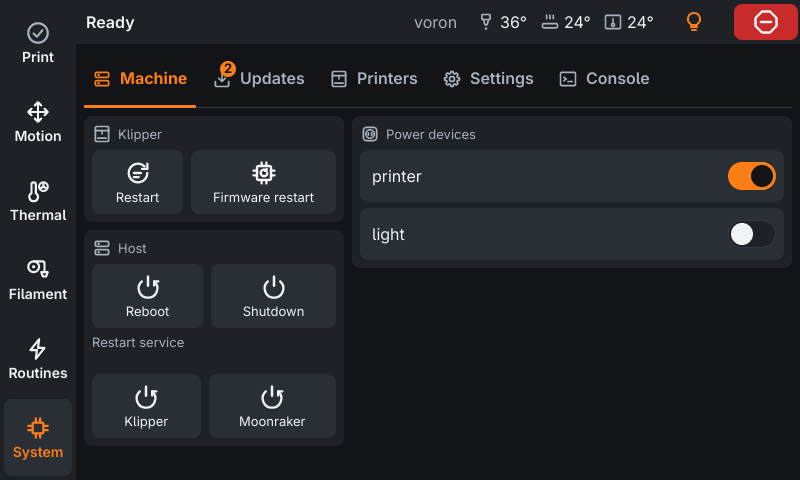 Ready
voron
36°
24°
24°
Print
Motion
Thermal
Filament
Routines
System
Machine
2
Updates
Printers
Settings
Console
Klipper
Restart
Firmware restart
Host
Reboot
Shutdown
Restart service
Klipper
Moonraker
Power devices
printer
light